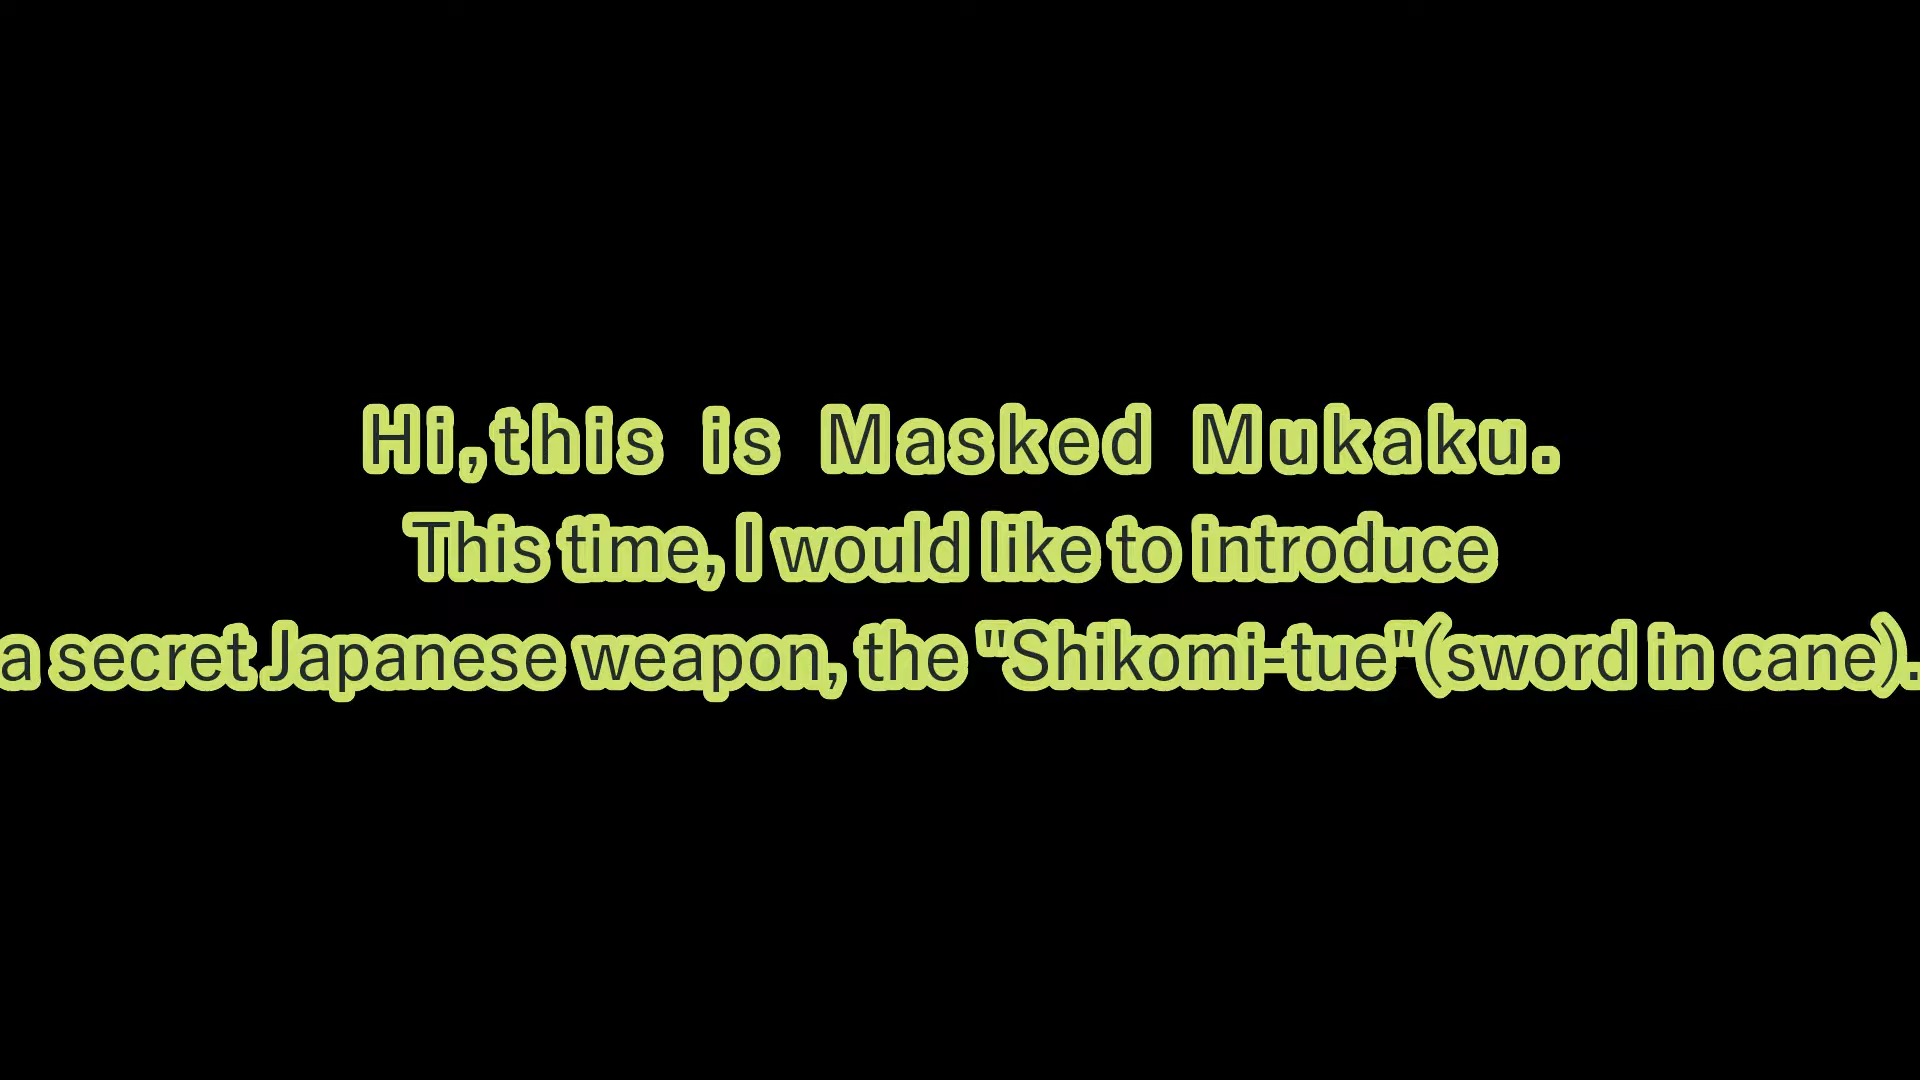 Hi,this is Masked Mukaku.
This time, I would like to introduce
a secret Japanese weapon, the "Shikomi-tue"(sword in cane).